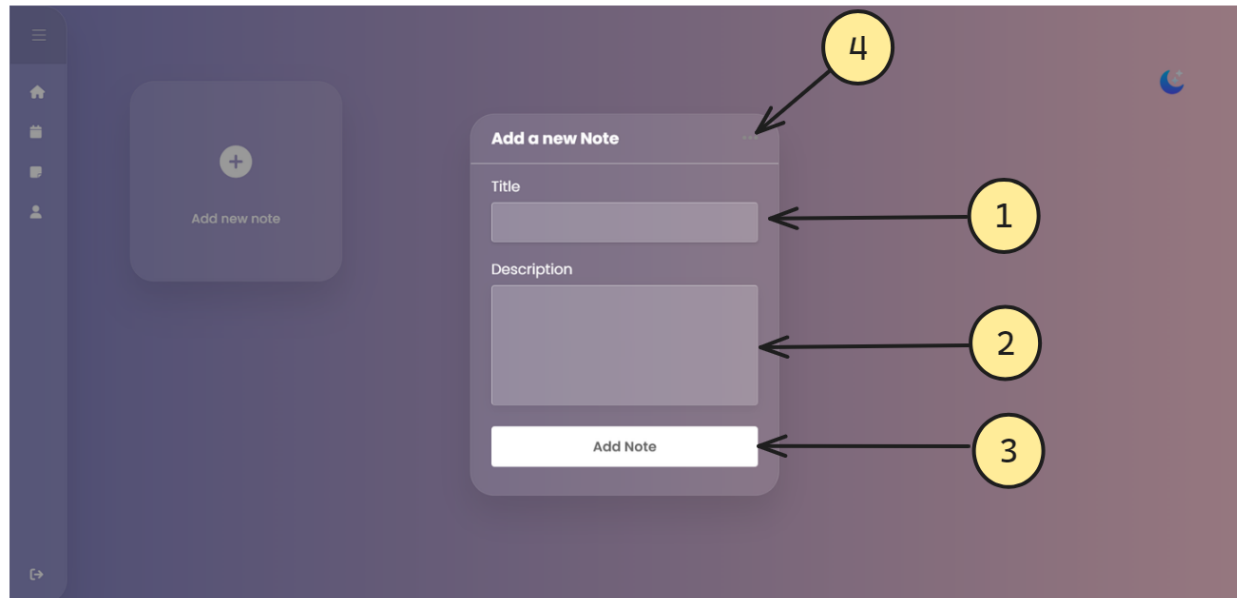 4
Add a new Note
Title
1
Add new note
Description
2
Add Note
3